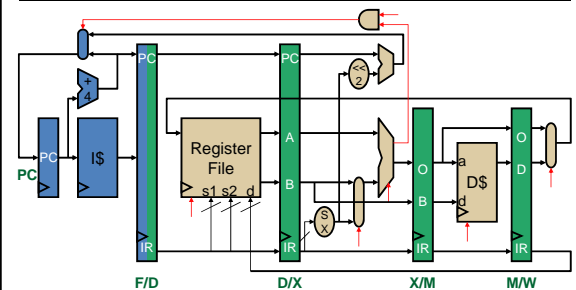 <<
2
PC
PC
+
4
A
PC
I$
Register
File
O
O
a
D
D$
B
s1 s2 d
S
X
B
d
PC
IR
IR
IR
IR
F/D
D/X
X/M
M/W